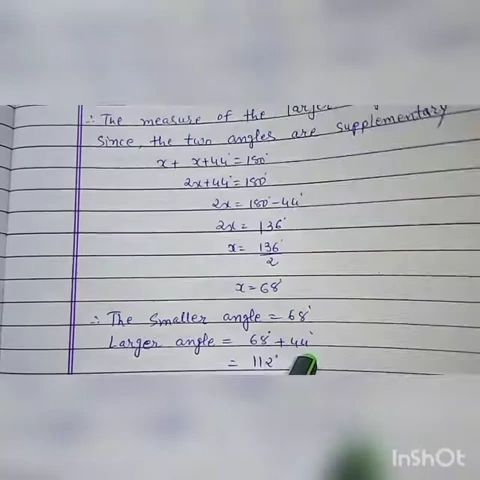 ∴ The measure of the larger
Since, the two angles are supplementary
x + x+44° = 180°
2x+44° = 180°
2x = 180° - 44°
2x = 136°
x = 136°/2
x = 68°
∴ The smaller angle = 68°
Larger angle = 68° + 44°
= 112°
InShOt